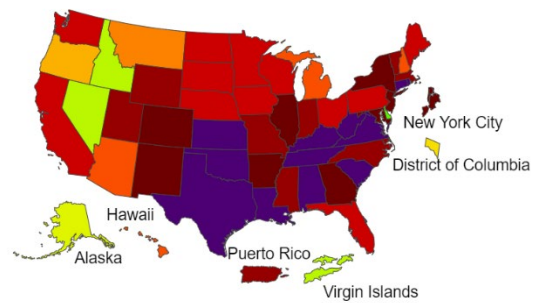 New York City
District of Columbia
Hawaii
Alaska
Puerto Rico
Virgin Islands